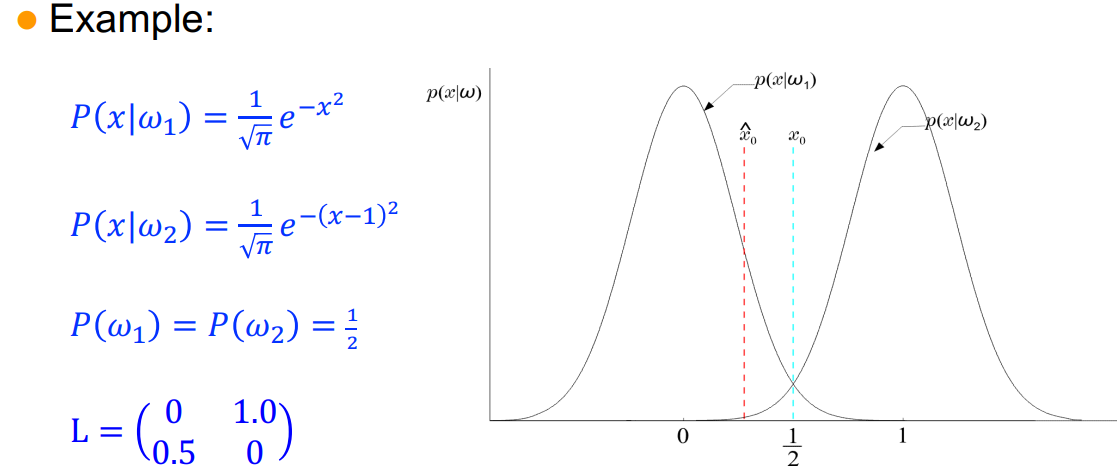 Example:
P(x|ω₁) = 1/√π e^{−x²}
P(x|ω₂) = 1/√π e^{−(x−1)²}
P(ω₁) = P(ω₂) = 1/2
L = (0 1.0
0.5 0)
p(x|ω)
p(x|ω₁)
x̂₀
x₀
p(x|ω₂)
0
1/2
1